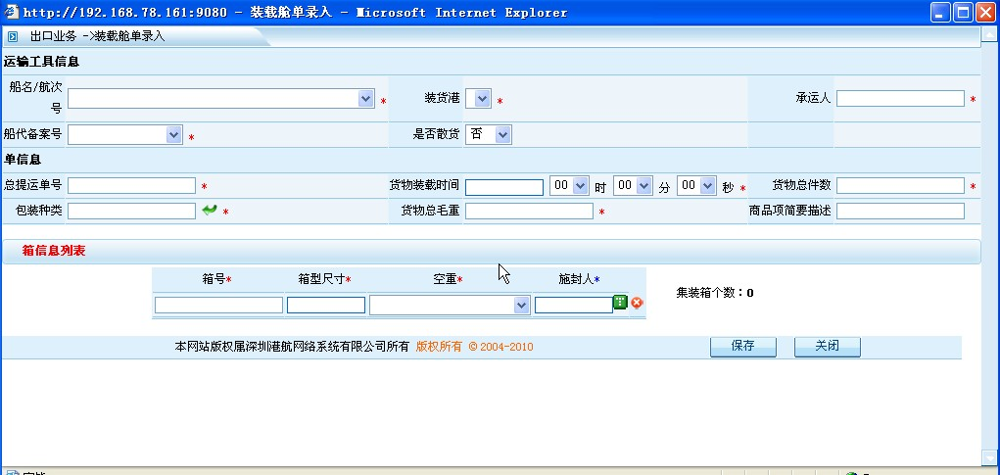 http://192.168.78.161:9080 - 装载舱单录入 - Microsoft Internet Explorer
出口业务 ->装载舱单录入
运输工具信息
船名/航次号 * 装货港 * 承运人 *
船代备案号 * 是否散货 否
单信息
总提运单号 * 货物装载时间 00 时 00 分 00 秒 * 货物总件数 *
包装种类 * 货物总毛重 * 商品项简要描述
箱信息列表
箱号* 箱型尺寸* 空重* 施封人*
集装箱个数：0
本网站版权属深圳港航网络系统有限公司所有 版权所有 © 2004-2010 保存 关闭